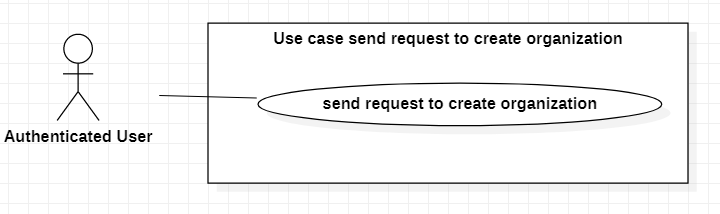 Use case send request to create organization
send request to create organization
Authenticated User